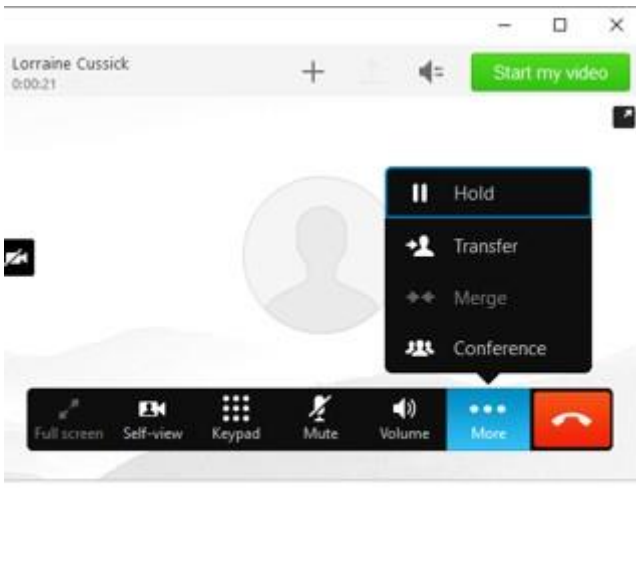 Lorraine Cussick
0:00:21
Start my video
Hold
Transfer
Merge
Conference
Full screen
Self-view
Keypad
Mute
Volume
More